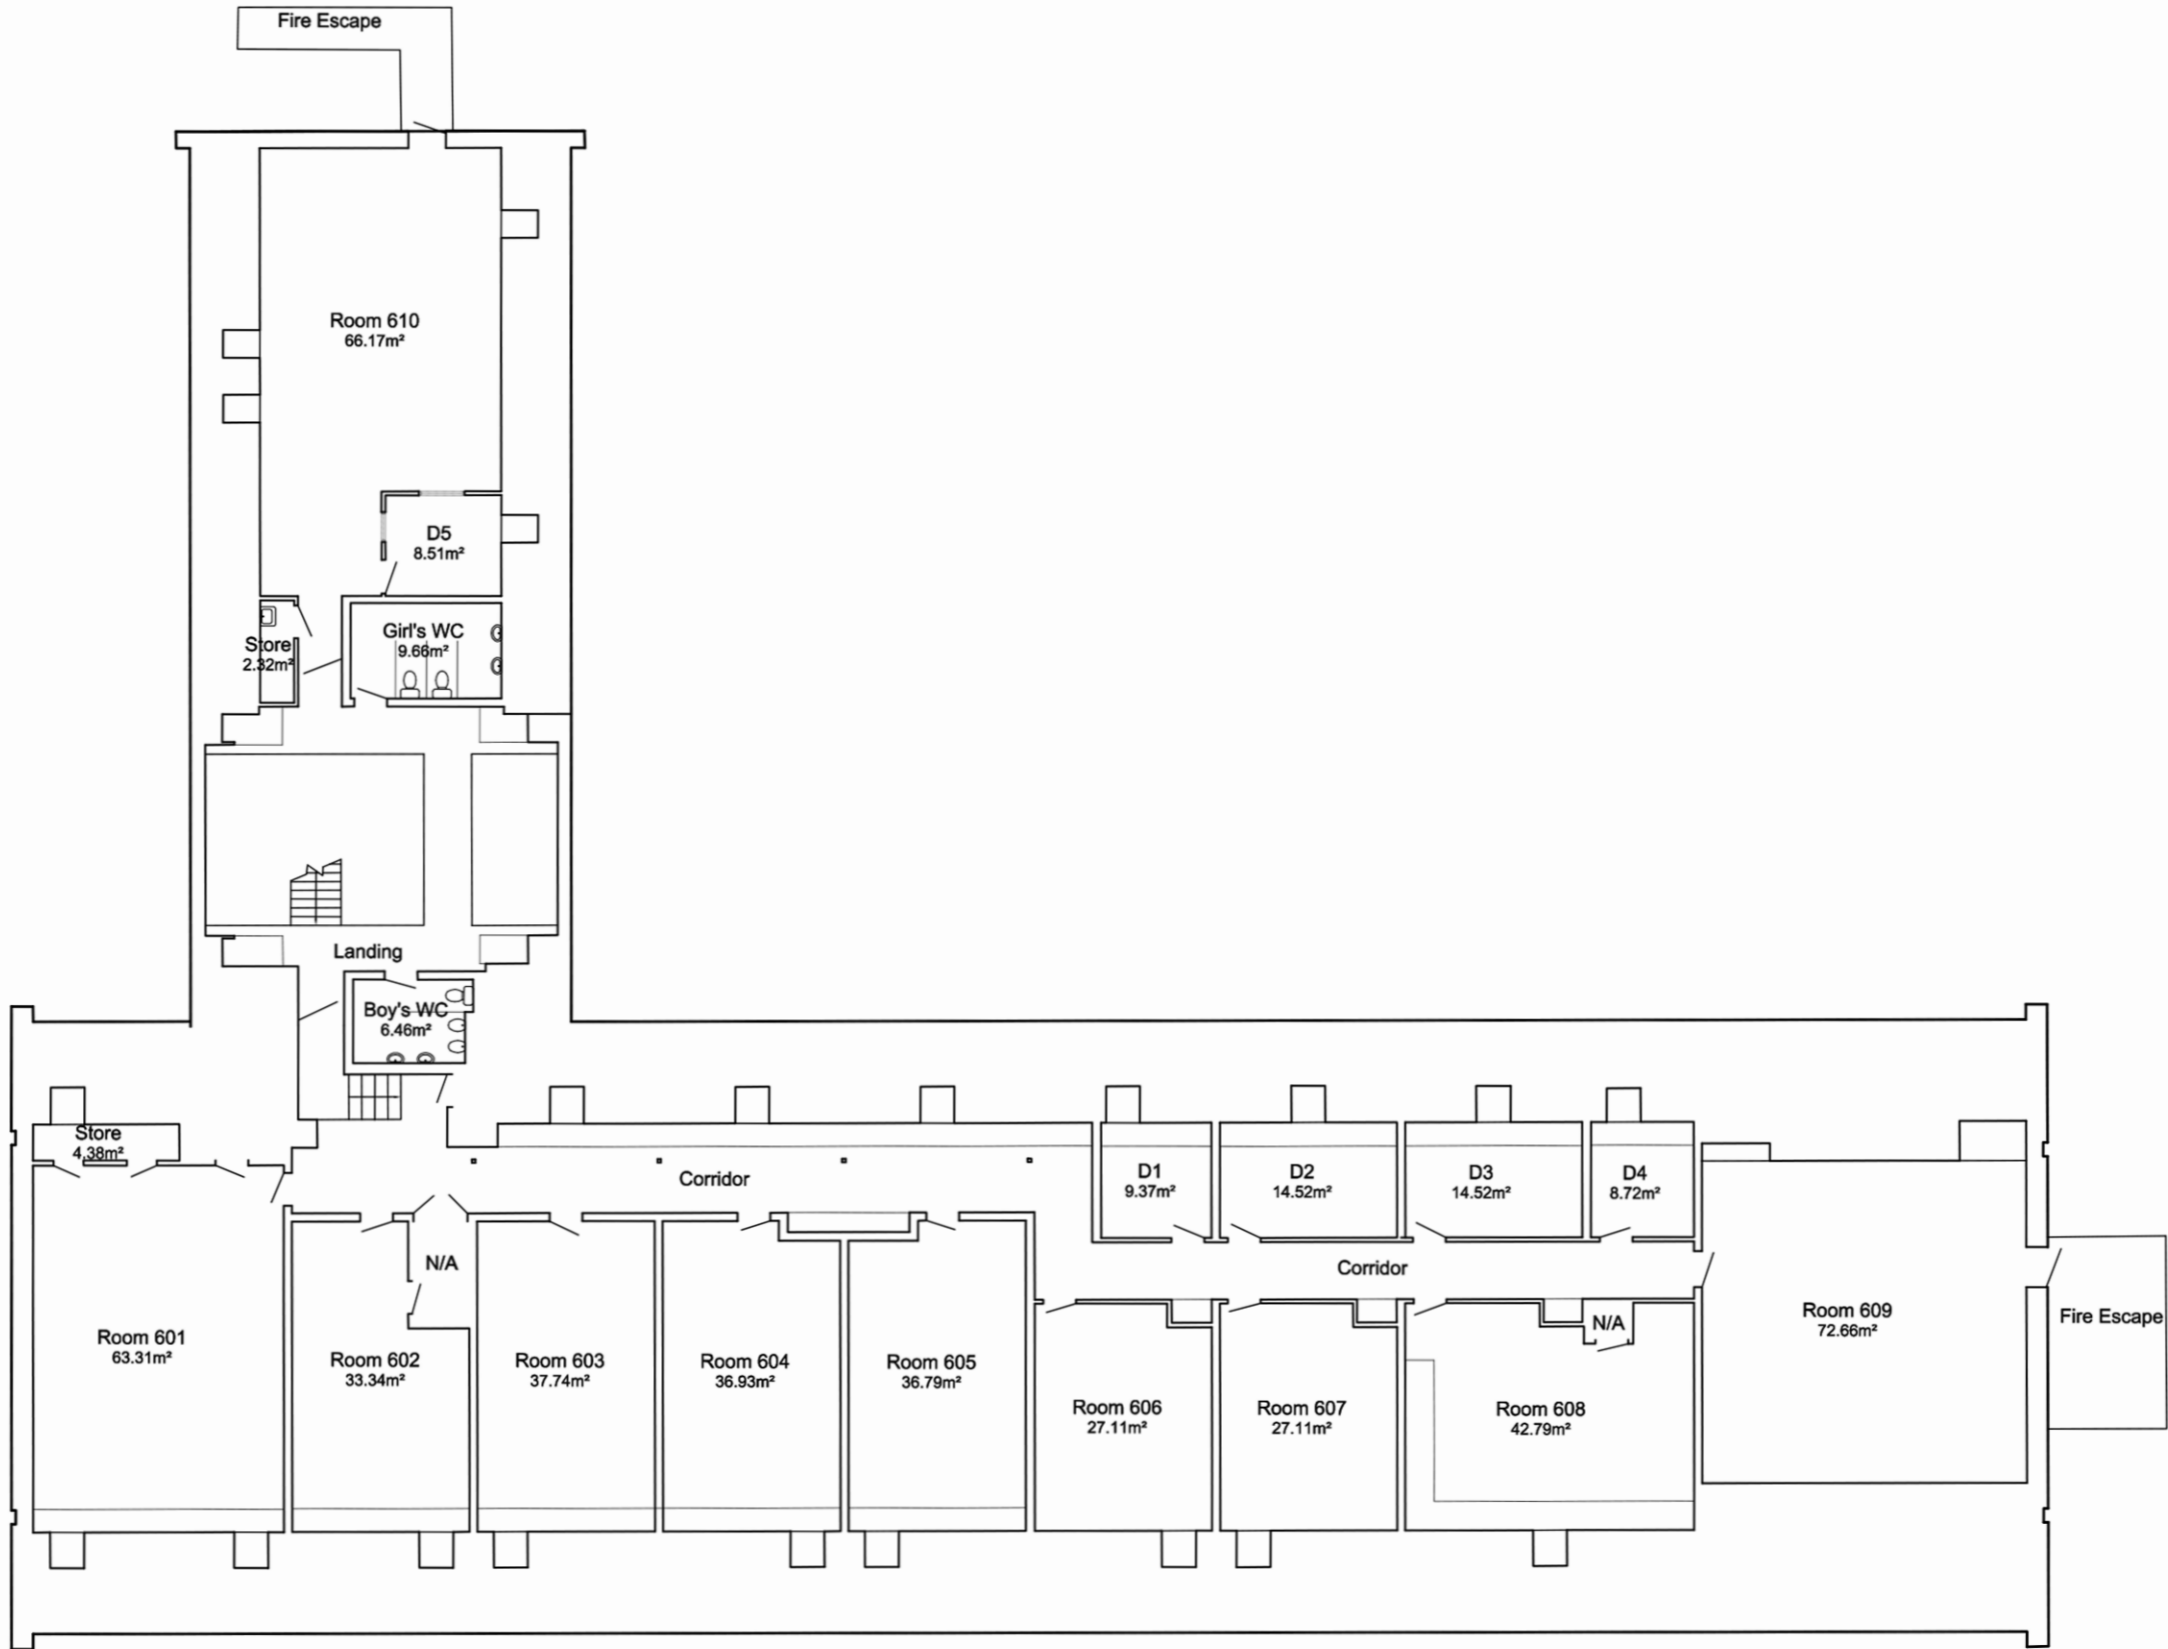 Fire Escape
Room 610
66.17m²
D5
8.51m²
Girl's WC
9.66m²
Store
2.32m²
Landing
Boy's WC
6.46m²
Store
4.38m²
Corridor
D1
9.37m²
D2
14.52m²
D3
14.52m²
D4
8.72m²
N/A
Corridor
Room 601
63.31m²
Room 602
33.34m²
Room 603
37.74m²
Room 604
36.93m²
Room 605
36.79m²
Room 606
27.11m²
Room 607
27.11m²
Room 608
42.79m²
N/A
Room 609
72.66m²
Fire Escape